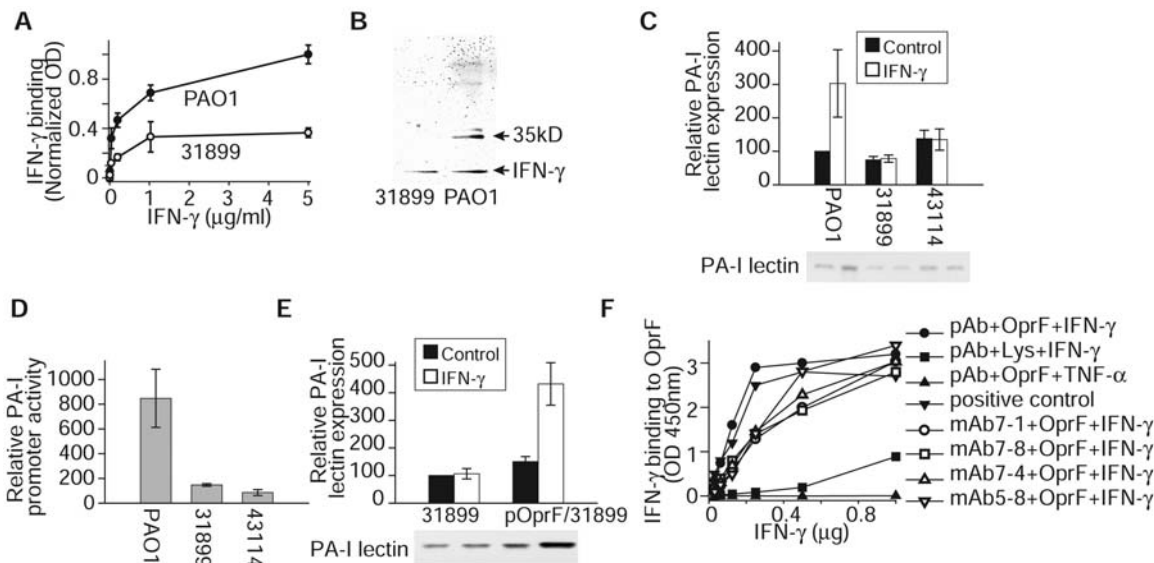 A
IFN-γ binding
(Normalized OD)
0.8
0.4
0
PAO1
31899
0 1 2 3 4 5
IFN-γ (μg/ml)
B
35kD
IFN-γ
31899 PAO1
C
Relative PA-I
lectin expression
400
300
200
100
0
Control
IFN-γ
PAO1
31899
43114
PA-I lectin
D
Relative PA-I
promoter activity
1000
800
600
400
200
0
PAO1
31899
43114
E
Relative PA-I
lectin expression
500
400
300
200
100
0
Control
IFN-γ
31899 pOprF/31899
PA-I lectin
F
IFN-γ binding to OprF
(OD 450nm)
3
2
1
0
0 0.4 0.8
IFN-γ (μg)
pAb+OprF+IFN-γ
pAb+Lys+IFN-γ
pAb+OprF+TNF-α
positive control
mAb7-1+OprF+IFN-γ
mAb7-8+OprF+IFN-γ
mAb7-4+OprF+IFN-γ
mAb5-8+OprF+IFN-γ